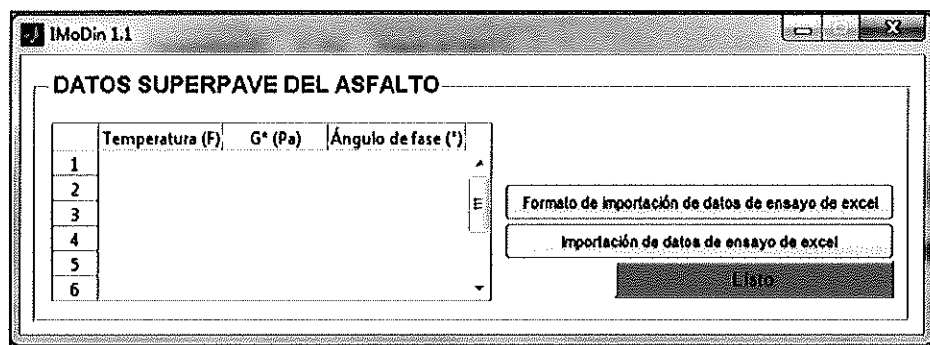 IMoDin 1.1
DATOS SUPERPAVE DEL ASFALTO
Temperatura (F) G* (Pa) Ángulo de fase (°)
1
2
3
4
5
6
Formato de importación de datos de ensayo de excel
Importación de datos de ensayo de excel
Listo